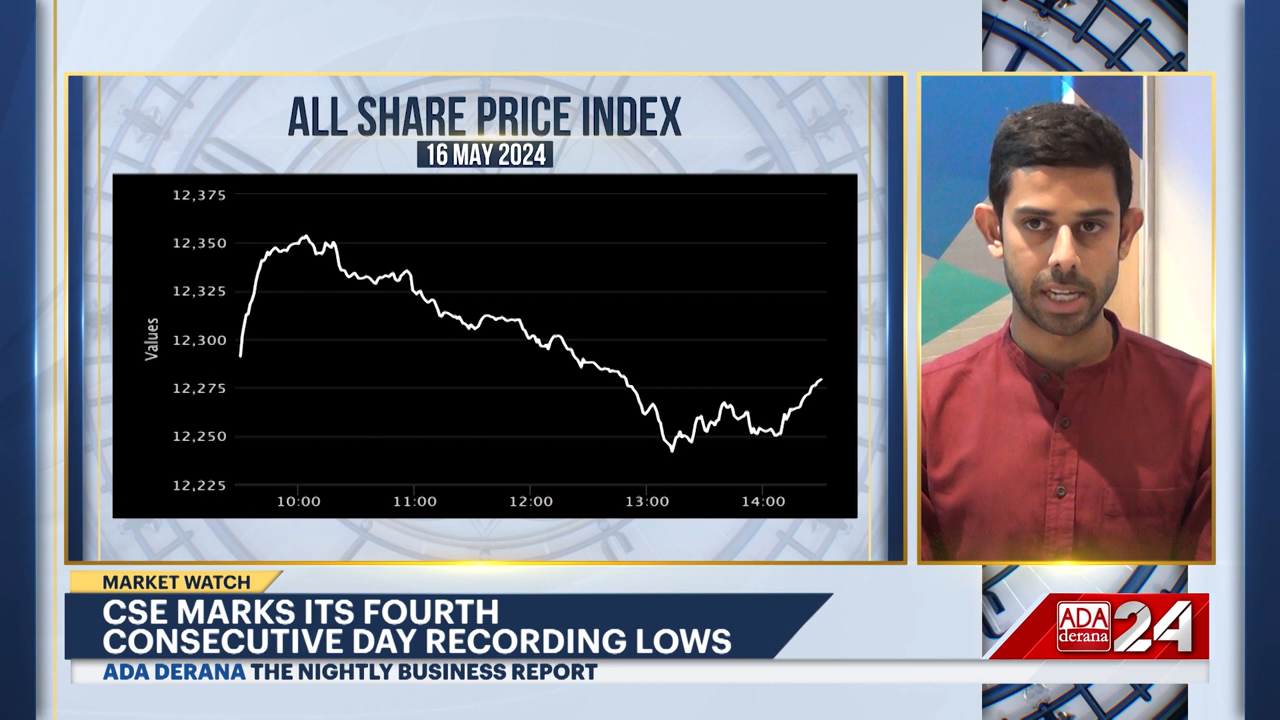 ALL SHARE PRICE INDEX
16 MAY 2024
12,375
12,350
12,325
12,300
12,275
12,250
12,225
Values
10:00 11:00 12:00 13:00 14:00
MARKET WATCH
CSE MARKS ITS FOURTH
CONSECUTIVE DAY RECORDING LOWS
ADA DERANA THE NIGHTLY BUSINESS REPORT
ADA
derana
24